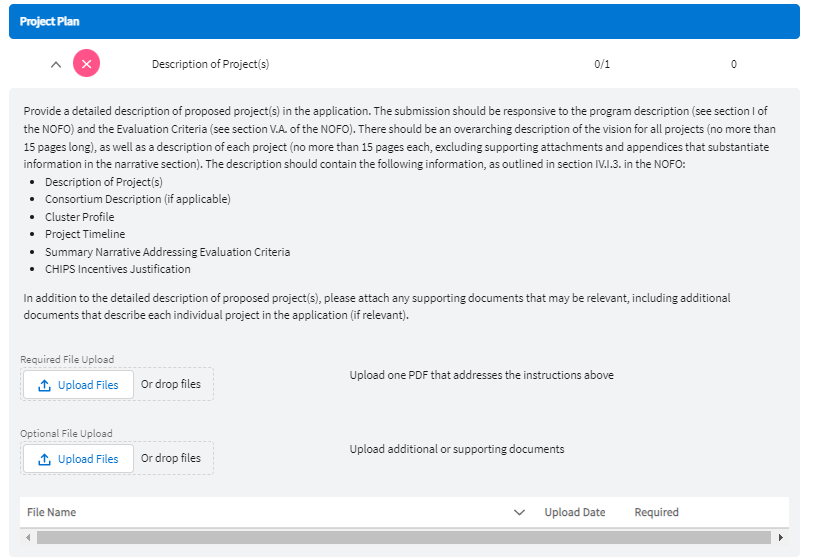 Project Plan
Description of Project(s) 0/1 0
Provide a detailed description of proposed project(s) in the application. The submission should be responsive to the program description (see section I of
the NOFO) and the Evaluation Criteria (see section V.A. of the NOFO). There should be an overarching description of the vision for all projects (no more than
15 pages long), as well as a description of each project (no more than 15 pages each, excluding supporting attachments and appendices that substantiate
information in the narrative section). The description should contain the following information, as outlined in section IV.I.3. in the NOFO:
• Description of Project(s)
• Consortium Description (if applicable)
• Cluster Profile
• Project Timeline
• Summary Narrative Addressing Evaluation Criteria
• CHIPS Incentives Justification
In addition to the detailed description of proposed project(s), please attach any supporting documents that may be relevant, including additional
documents that describe each individual project in the application (if relevant).
Required File Upload
Upload Files Or drop files Upload one PDF that addresses the instructions above
Optional File Upload
Upload Files Or drop files Upload additional or supporting documents
File Name Upload Date Required